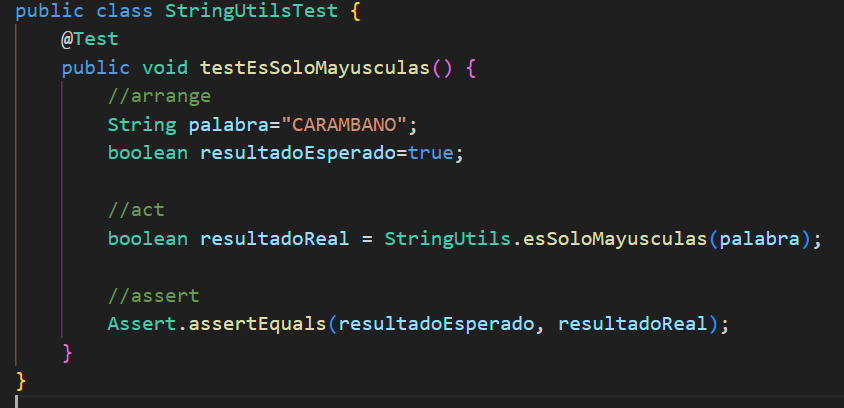 public class StringUtilsTest {
@Test
public void testEsSoloMayusculas() {
//arrange
String palabra="CARAMBANO";
boolean resultadoEsperado=true;
//act
boolean resultadoReal = StringUtils.esSoloMayusculas(palabra);
//assert
Assert.assertEquals(resultadoEsperado, resultadoReal);
}
}